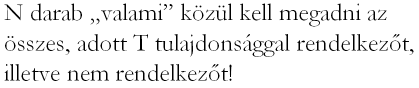 N darab „valami” közül kell megadni az
összes, adott T tulajdonsággal rendelkezőt,
illetve nem rendelkezőt!